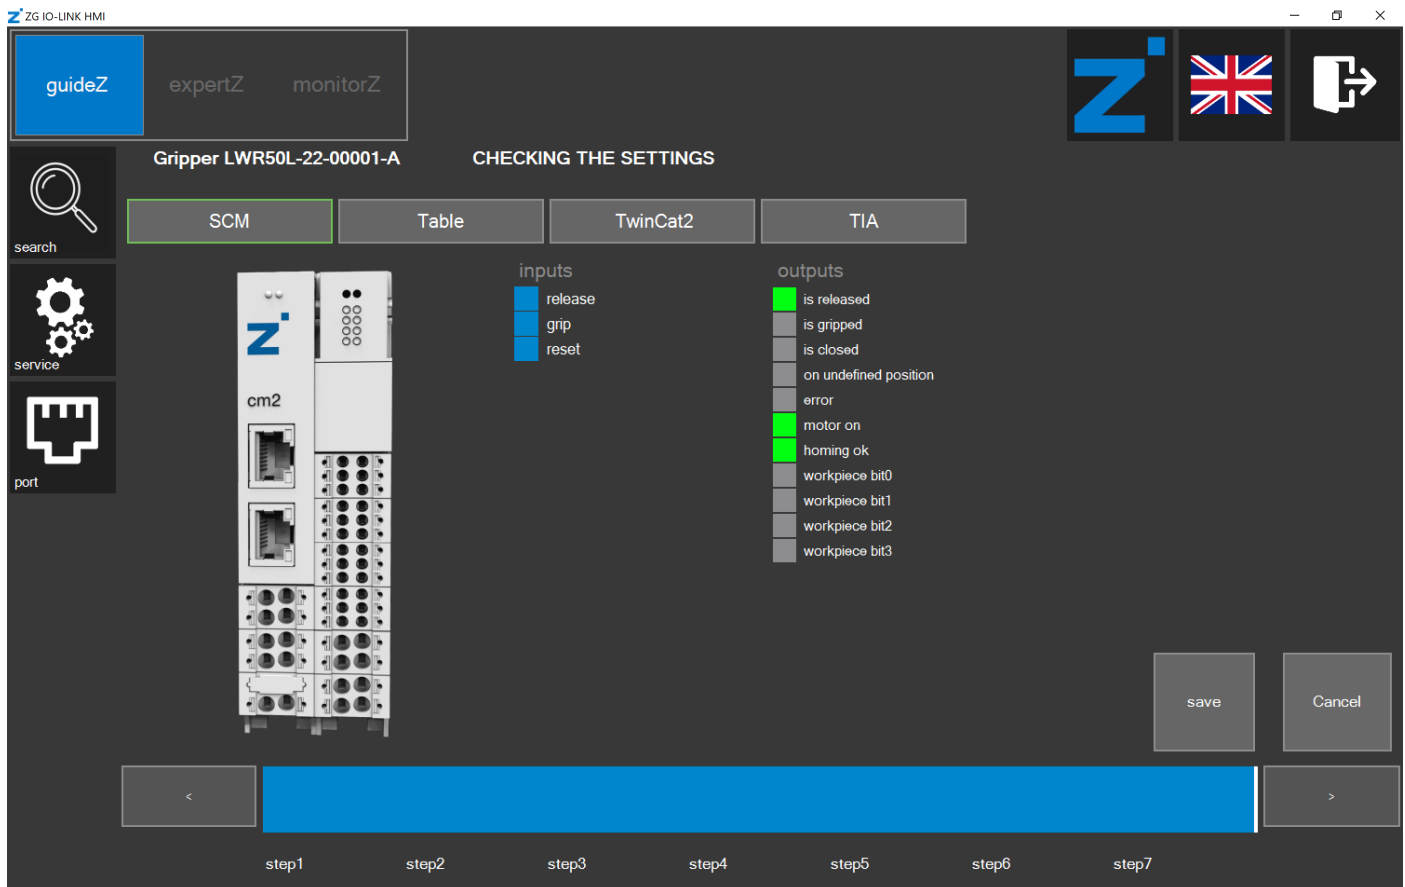 ZG IO-LINK HMI
guideZ expertZ monitorZ
Gripper LWR50L-22-00001-A CHECKING THE SETTINGS
search
SCM Table TwinCat2 TIA
service
port
Z
cm2
inputs
release
grip
reset
outputs
is released
is gripped
is closed
on undefined position
error
motor on
homing ok
workpiece bit0
workpiece bit1
workpiece bit2
workpiece bit3
save Cancel
< >
step1 step2 step3 step4 step5 step6 step7